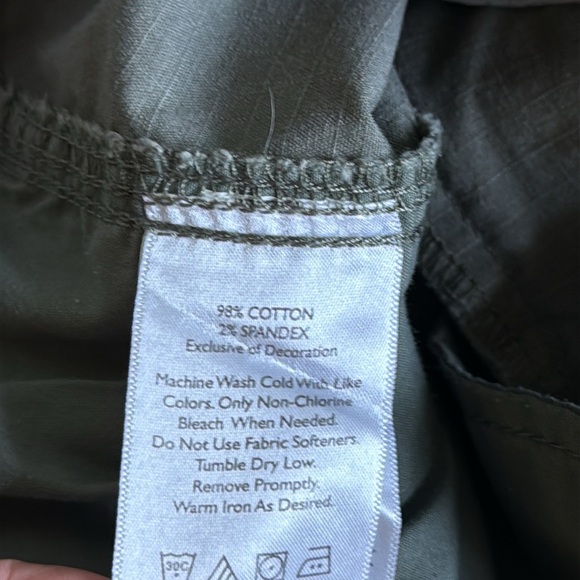 98% COTTON
2% SPANDEX
Exclusive of Decoration
Machine Wash Cold With Like
Colors. Only Non-Chlorine
Bleach When Needed.
Do Not Use Fabric Softeners.
Tumble Dry Low.
Remove Promptly.
Warm Iron As Desired.
30C